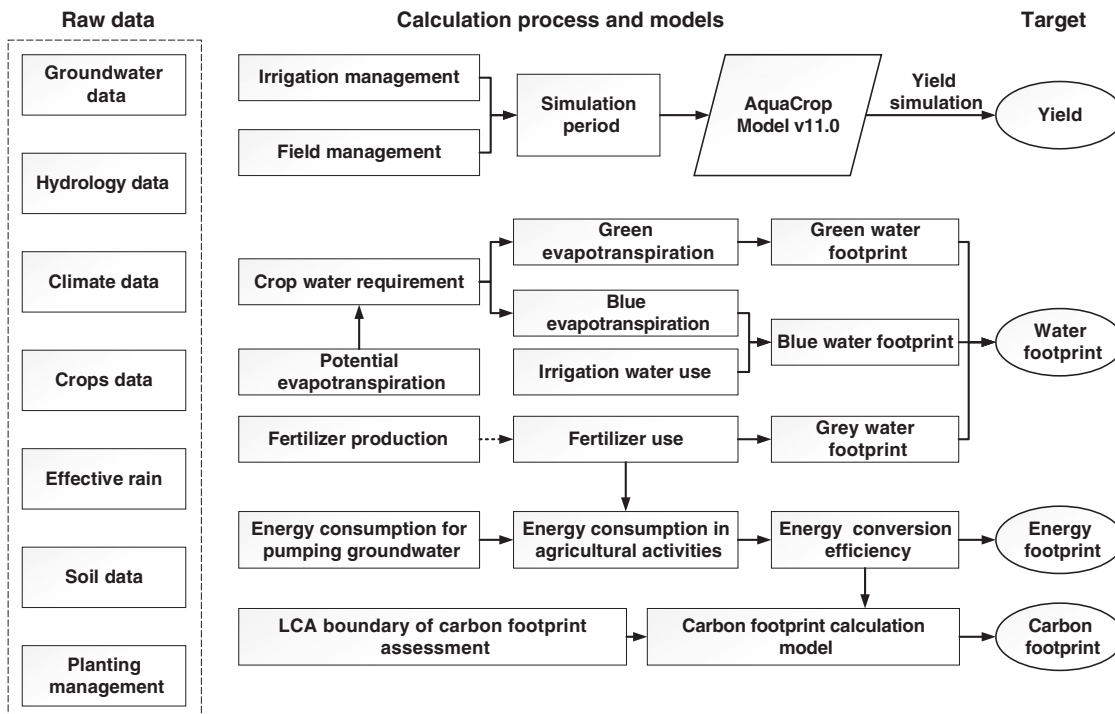 Raw data
Calculation process and models
Target
Groundwater
data
Hydrology data
Climate data
Crops data
Effective rain
Soil data
Planting
management
Irrigation management
Field management
Simulation
period
AquaCrop
Model v11.0
Yield
simulation
Yield
Crop water requirement
Potential
evapotranspiration
Green
evapotranspiration
Blue
evapotranspiration
Irrigation water use
Green water
footprint
Blue water footprint
Water
footprint
Fertilizer production
Fertilizer use
Grey water
footprint
Energy consumption for
pumping groundwater
Energy consumption in
agricultural activities
Energy conversion
efficiency
Energy
footprint
LCA boundary of carbon footprint
assessment
Carbon footprint calculation
model
Carbon
footprint